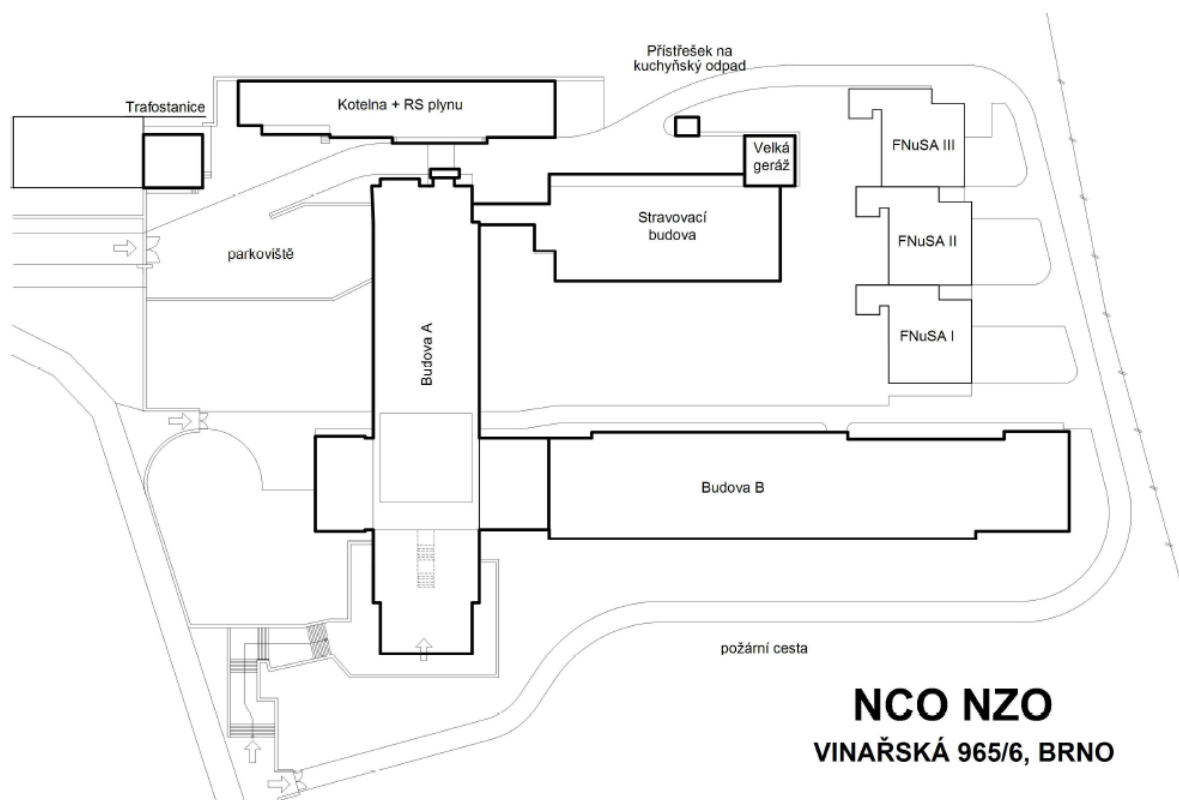 Přístřešek na
kuchyňský odpad
Trafostanice
Kotelna + RS plynu
Velká
geráž
FNuSA III
Stravovací
budova
FNuSA II
parkoviště
FNuSA I
Budova A
Budova B
požární cesta
NCO NZO
VINAŘSKÁ 965/6, BRNO